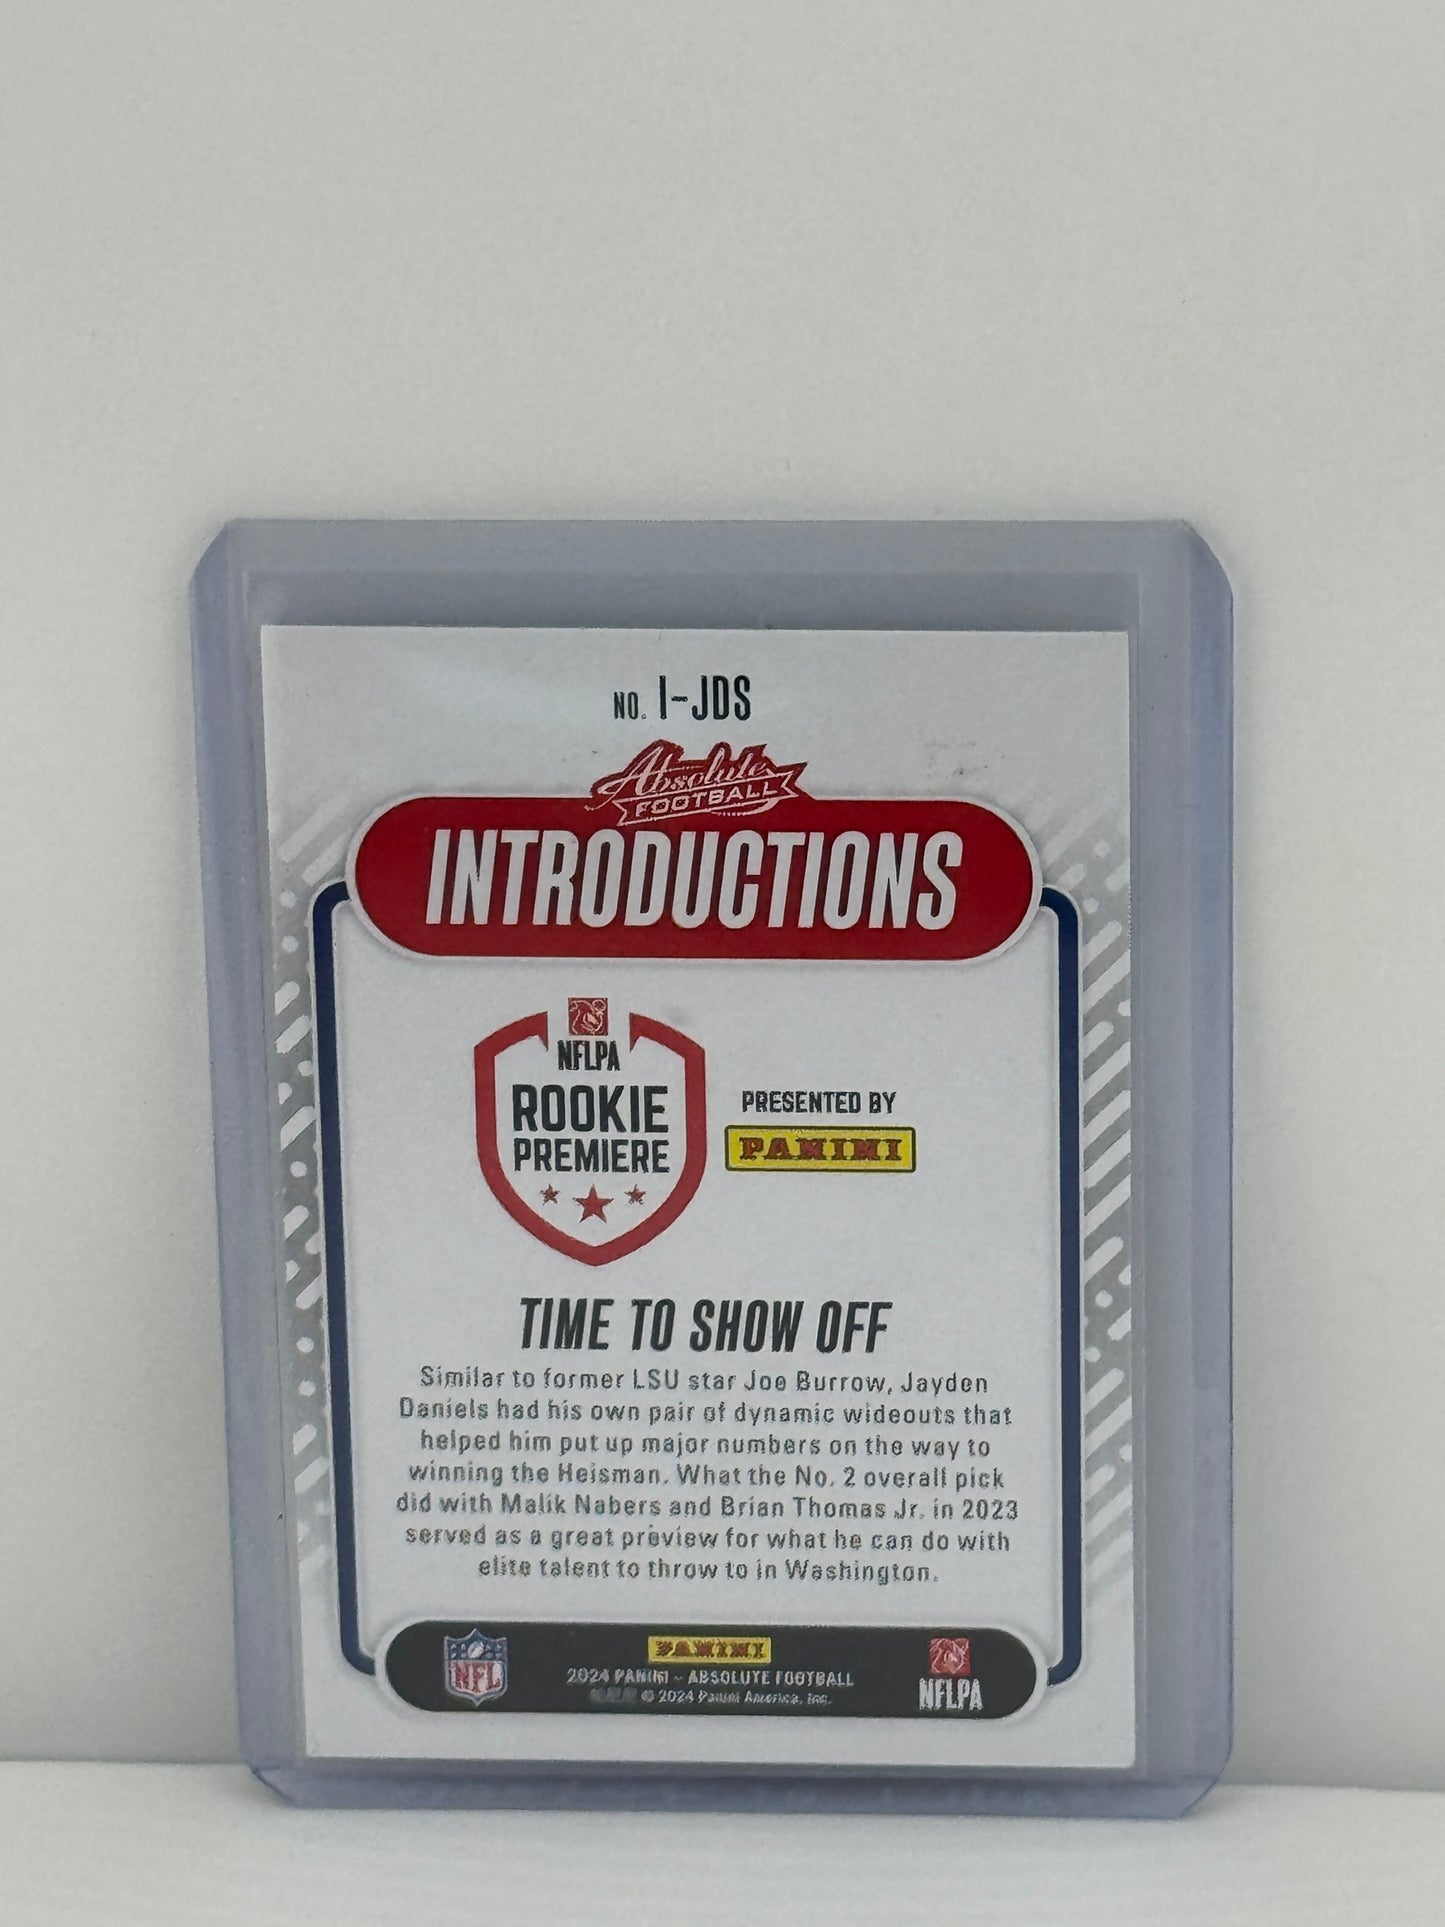 NO. I-JDS
Absolute
FOOTBALL
INTRODUCTIONS
NFLPA
ROOKIE
PREMIERE
PRESENTED BY
PANINI
TIME TO SHOW OFF
Similar to former LSU star Joe Burrow, Jayden
Daniels had his own pair of dynamic wideouts that
helped him put up major numbers on the way to
winning the Heisman. What the No. 2 overall pick
did with Malik Nabers and Brian Thomas Jr. in 2023
served as a great preview for what he can do with
elite talent to throw to in Washington.
NFL
PANINI
2024 PANINI - ABSOLUTE FOOTBALL
© 2024 Panini America, Inc.
NFLPA